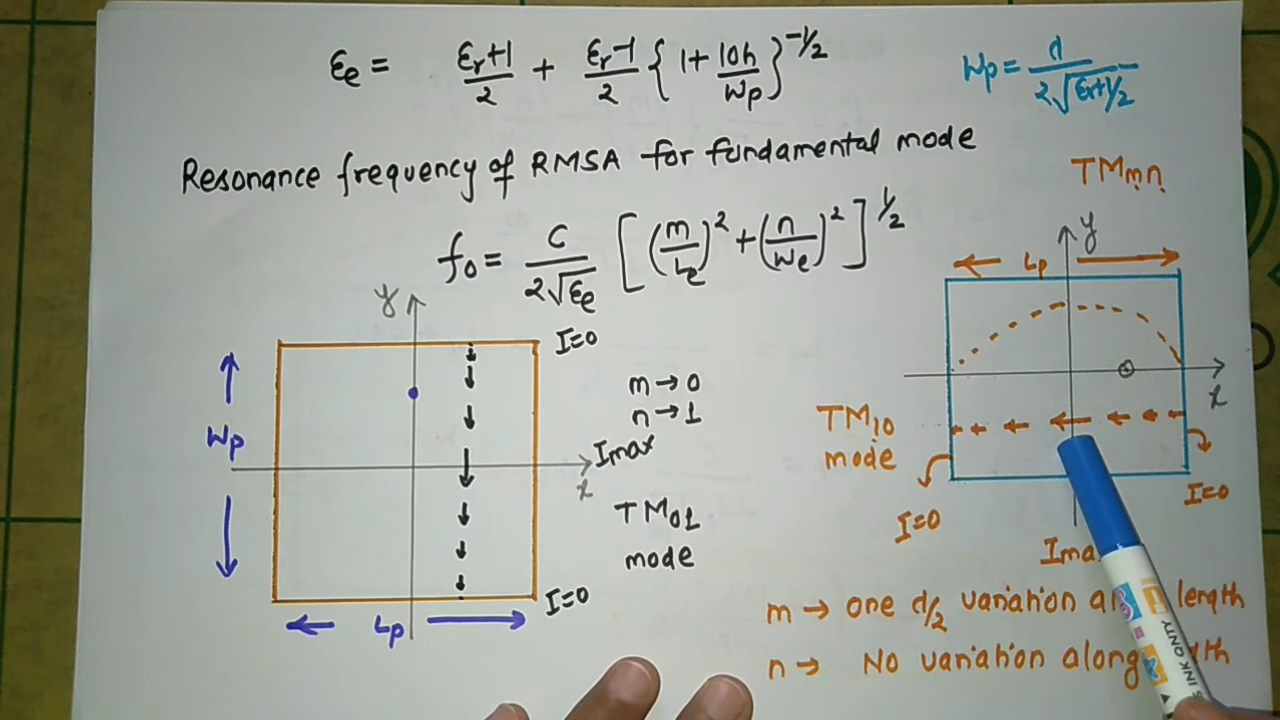 εe = εr+1/2 + εr-1/2 {1+ 10h/Wp}^-1/2
Wp = d/2√εr+1/2
Resonance frequency of RMSA for fundamental mode
TMmn
f0 = C/2√εe [(m/Le)^2 + (n/We)^2]^1/2
y
y
Lp
I=0
m → 0
n → 1
x
Wp
Imax
x
TM10
mode
TM01
mode
I=0
I=0
Ima
I=0
Lp
m → one d/2 variation a length
n → No variation along